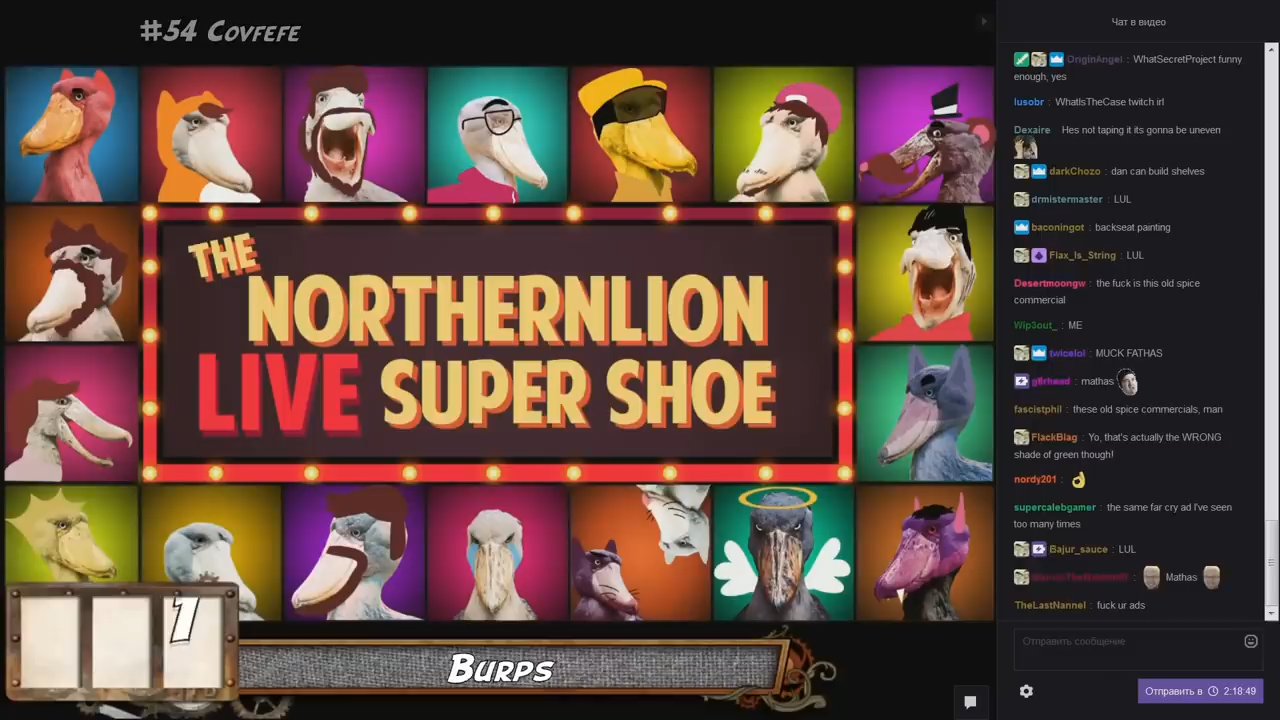 #54 Covfefe
THE
NORTHERNLION
LIVE SUPER SHOE
1
Burps
Чат в видео
OriginAngel : WhatSecretProject funny
enough, yes
lusobr : WhatIsTheCase twitch irl
Dexaire Hes not taping it its gonna be uneven
darkChozo : dan can build shelves
drmistermaster : LUL
baconingot : backseat painting
Flax_Is_String : LUL
Desertmoongw : the fuck is this old spice
commercial
Wip3out_ : ME
twicelol : MUCK FATHAS
: mathas
fascistphil : these old spice commercials, man
FlackBlag : Yo, that's actually the WRONG
shade of green though!
nordy201 :
supercalebgamer : the same far cry ad I've seen
too many times
Bajur_sauce : LUL
: Mathas
TheLastNannel : fuck ur ads
Отправить сообщение
Отправить в 2:18:49